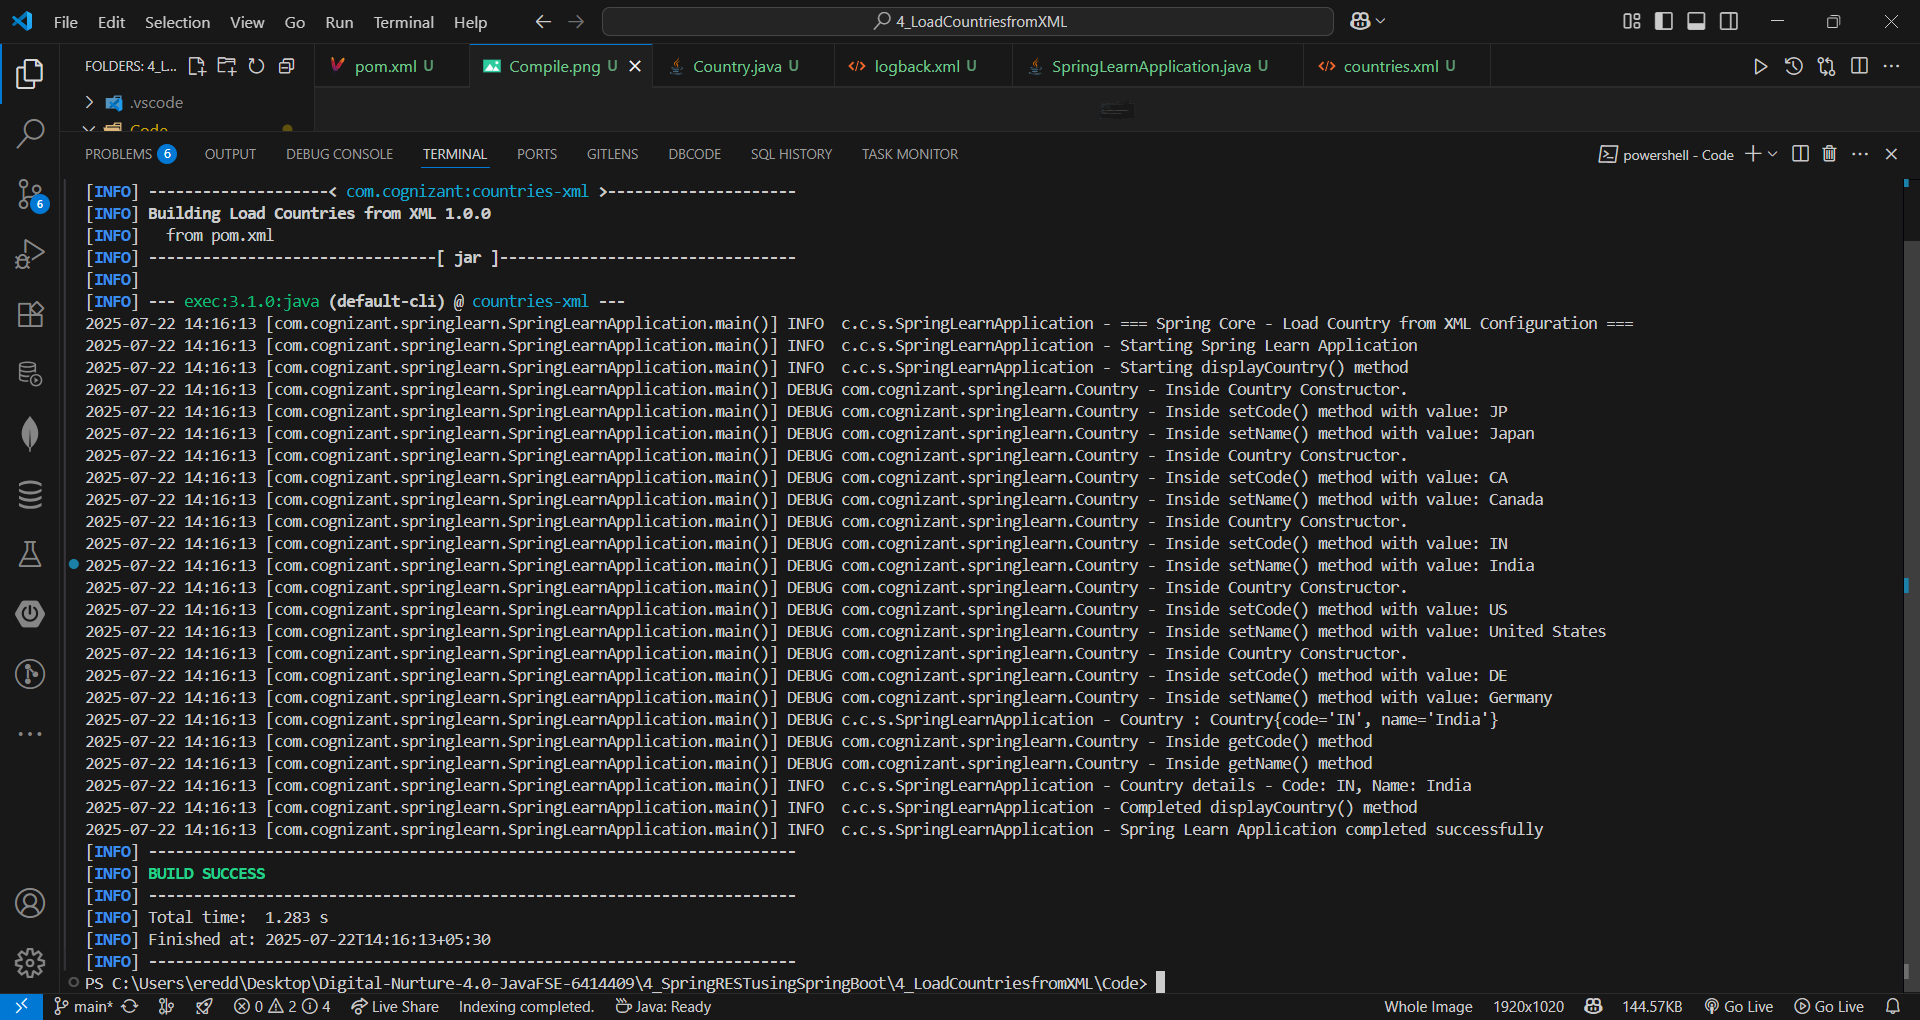 File Edit Selection View Go Run Terminal Help
4_LoadCountriesfromXML
FOLDERS: 4_L...
pom.xml U
Compile.png U
Country.java U
logback.xml U
SpringLearnApplication.java U
countries.xml U
.vscode
Code
PROBLEMS 6 OUTPUT DEBUG CONSOLE TERMINAL PORTS GITLENS DBCODE SQL HISTORY TASK MONITOR
powershell - Code
[INFO] --------------------< com.cognizant:countries-xml >---------------------
[INFO] Building Load Countries from XML 1.0.0
[INFO]   from pom.xml
[INFO] --------------------------------[ jar ]---------------------------------
[INFO]
[INFO] --- exec:3.1.0:java (default-cli) @ countries-xml ---
2025-07-22 14:16:13 [com.cognizant.springlearn.SpringLearnApplication.main()] INFO  c.c.s.SpringLearnApplication - === Spring Core - Load Country from XML Configuration ===
2025-07-22 14:16:13 [com.cognizant.springlearn.SpringLearnApplication.main()] INFO  c.c.s.SpringLearnApplication - Starting Spring Learn Application
2025-07-22 14:16:13 [com.cognizant.springlearn.SpringLearnApplication.main()] INFO  c.c.s.SpringLearnApplication - Starting displayCountry() method
2025-07-22 14:16:13 [com.cognizant.springlearn.SpringLearnApplication.main()] DEBUG com.cognizant.springlearn.Country - Inside Country Constructor.
2025-07-22 14:16:13 [com.cognizant.springlearn.SpringLearnApplication.main()] DEBUG com.cognizant.springlearn.Country - Inside setCode() method with value: JP
2025-07-22 14:16:13 [com.cognizant.springlearn.SpringLearnApplication.main()] DEBUG com.cognizant.springlearn.Country - Inside setName() method with value: Japan
2025-07-22 14:16:13 [com.cognizant.springlearn.SpringLearnApplication.main()] DEBUG com.cognizant.springlearn.Country - Inside Country Constructor.
2025-07-22 14:16:13 [com.cognizant.springlearn.SpringLearnApplication.main()] DEBUG com.cognizant.springlearn.Country - Inside setCode() method with value: CA
2025-07-22 14:16:13 [com.cognizant.springlearn.SpringLearnApplication.main()] DEBUG com.cognizant.springlearn.Country - Inside setName() method with value: Canada
2025-07-22 14:16:13 [com.cognizant.springlearn.SpringLearnApplication.main()] DEBUG com.cognizant.springlearn.Country - Inside Country Constructor.
2025-07-22 14:16:13 [com.cognizant.springlearn.SpringLearnApplication.main()] DEBUG com.cognizant.springlearn.Country - Inside setCode() method with value: IN
2025-07-22 14:16:13 [com.cognizant.springlearn.SpringLearnApplication.main()] DEBUG com.cognizant.springlearn.Country - Inside setName() method with value: India
2025-07-22 14:16:13 [com.cognizant.springlearn.SpringLearnApplication.main()] DEBUG com.cognizant.springlearn.Country - Inside Country Constructor.
2025-07-22 14:16:13 [com.cognizant.springlearn.SpringLearnApplication.main()] DEBUG com.cognizant.springlearn.Country - Inside setCode() method with value: US
2025-07-22 14:16:13 [com.cognizant.springlearn.SpringLearnApplication.main()] DEBUG com.cognizant.springlearn.Country - Inside setName() method with value: United States
2025-07-22 14:16:13 [com.cognizant.springlearn.SpringLearnApplication.main()] DEBUG com.cognizant.springlearn.Country - Inside Country Constructor.
2025-07-22 14:16:13 [com.cognizant.springlearn.SpringLearnApplication.main()] DEBUG com.cognizant.springlearn.Country - Inside setCode() method with value: DE
2025-07-22 14:16:13 [com.cognizant.springlearn.SpringLearnApplication.main()] DEBUG com.cognizant.springlearn.Country - Inside setName() method with value: Germany
2025-07-22 14:16:13 [com.cognizant.springlearn.SpringLearnApplication.main()] DEBUG c.c.s.SpringLearnApplication - Country : Country{code='IN', name='India'}
2025-07-22 14:16:13 [com.cognizant.springlearn.SpringLearnApplication.main()] DEBUG com.cognizant.springlearn.Country - Inside getCode() method
2025-07-22 14:16:13 [com.cognizant.springlearn.SpringLearnApplication.main()] DEBUG com.cognizant.springlearn.Country - Inside getName() method
2025-07-22 14:16:13 [com.cognizant.springlearn.SpringLearnApplication.main()] INFO  c.c.s.SpringLearnApplication - Country details - Code: IN, Name: India
2025-07-22 14:16:13 [com.cognizant.springlearn.SpringLearnApplication.main()] INFO  c.c.s.SpringLearnApplication - Completed displayCountry() method
2025-07-22 14:16:13 [com.cognizant.springlearn.SpringLearnApplication.main()] INFO  c.c.s.SpringLearnApplication - Spring Learn Application completed successfully
[INFO] ------------------------------------------------------------------------
[INFO] BUILD SUCCESS
[INFO] ------------------------------------------------------------------------
[INFO] Total time:  1.283 s
[INFO] Finished at: 2025-07-22T14:16:13+05:30
[INFO] ------------------------------------------------------------------------
PS C:\Users\eredd\Desktop\Digital-Nurture-4.0-JavaFSE-6414409\4_SpringRESTusingSpringBoot\4_LoadCountriesfromXML\Code>
6
main* 0 2 4 Live Share Indexing completed. Java: Ready Whole Image 1920x1020 144.57KB Go Live Go Live